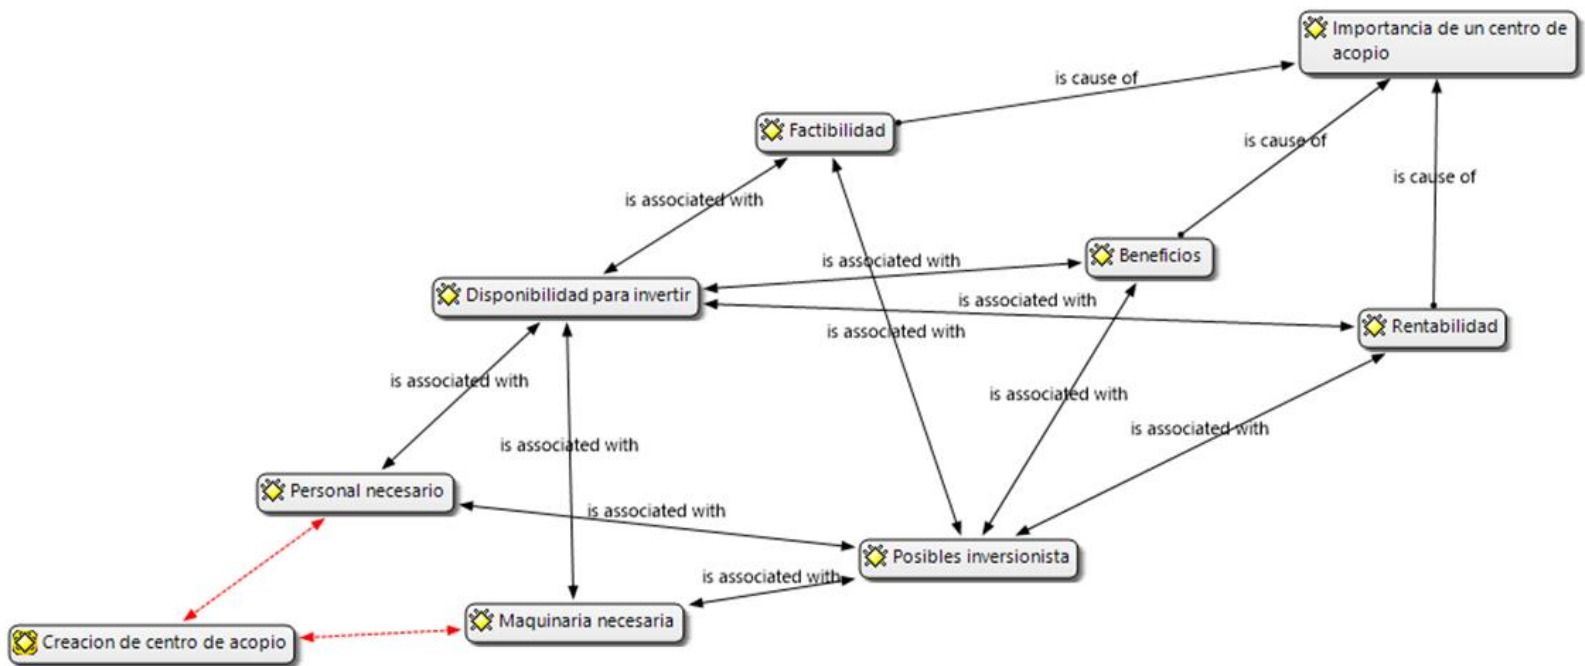 Importancia de un centro de
acopio
is cause of
Factibilidad
is cause of
is cause of
is associated with
Beneficios
is associated with
Disponibilidad para invertir
is associated with
Rentabilidad
is associated with
is associated with
is associated with
is associated with
is associated with
Personal necesario
is associated with
Posibles inversionista
is associated with
Maquinaria necesaria
Creacion de centro de acopio